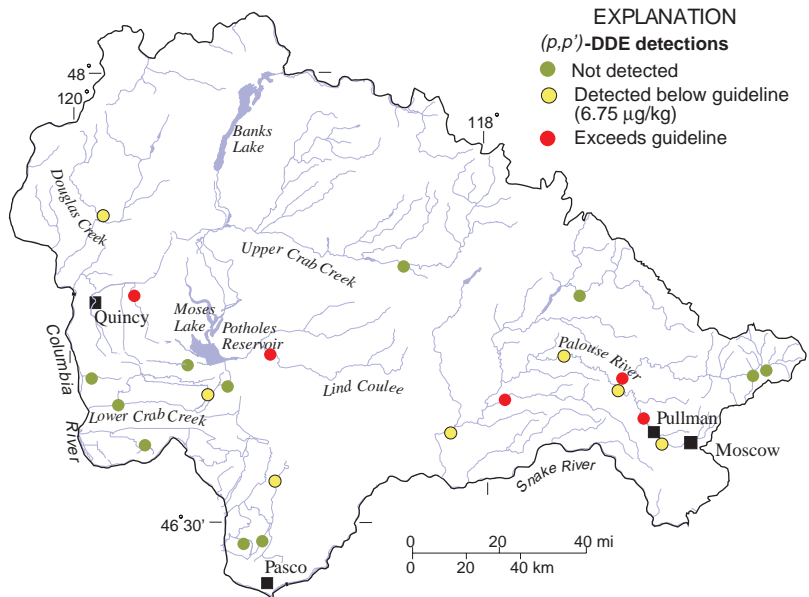 EXPLANATION
(p,p')-DDE detections
Not detected
Detected below guideline
(6.75 µg/kg)
Exceeds guideline
48°
120°
118°
Banks
Lake
Douglas Creek
Upper Crab Creek
Quincy
Moses
Lake
Potholes
Reservoir
Columbia
River
Palouse River
Lind Coulee
Lower Crab Creek
Pullman
Moscow
Snake River
46°30'
Pasco
0 20 40 mi
0 20 40 km